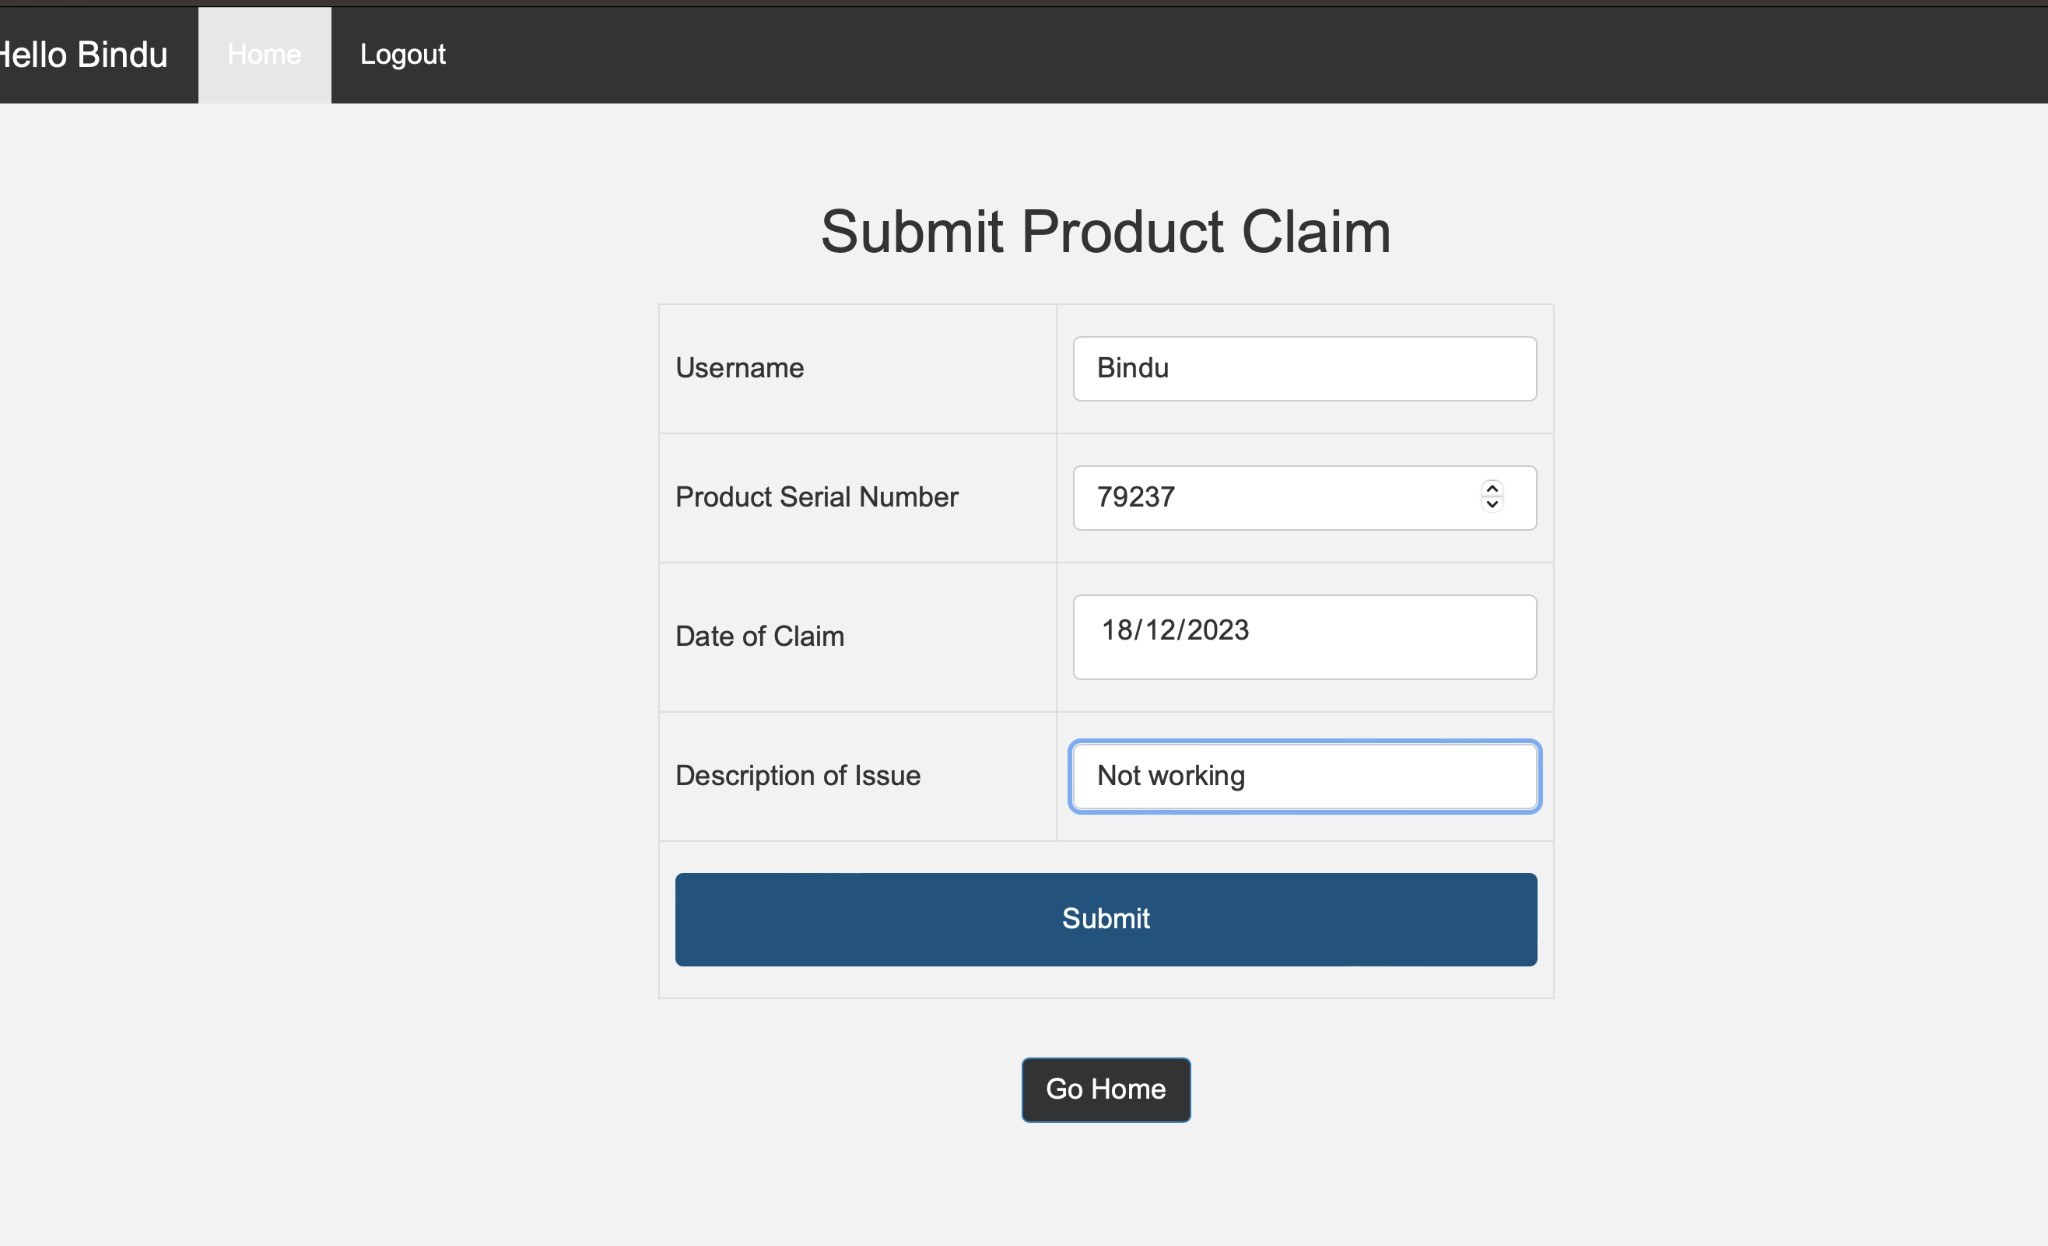 Hello Bindu Home Logout
Submit Product Claim
Username Bindu
Product Serial Number 79237
Date of Claim 18/12/2023
Description of Issue Not working
Submit
Go Home